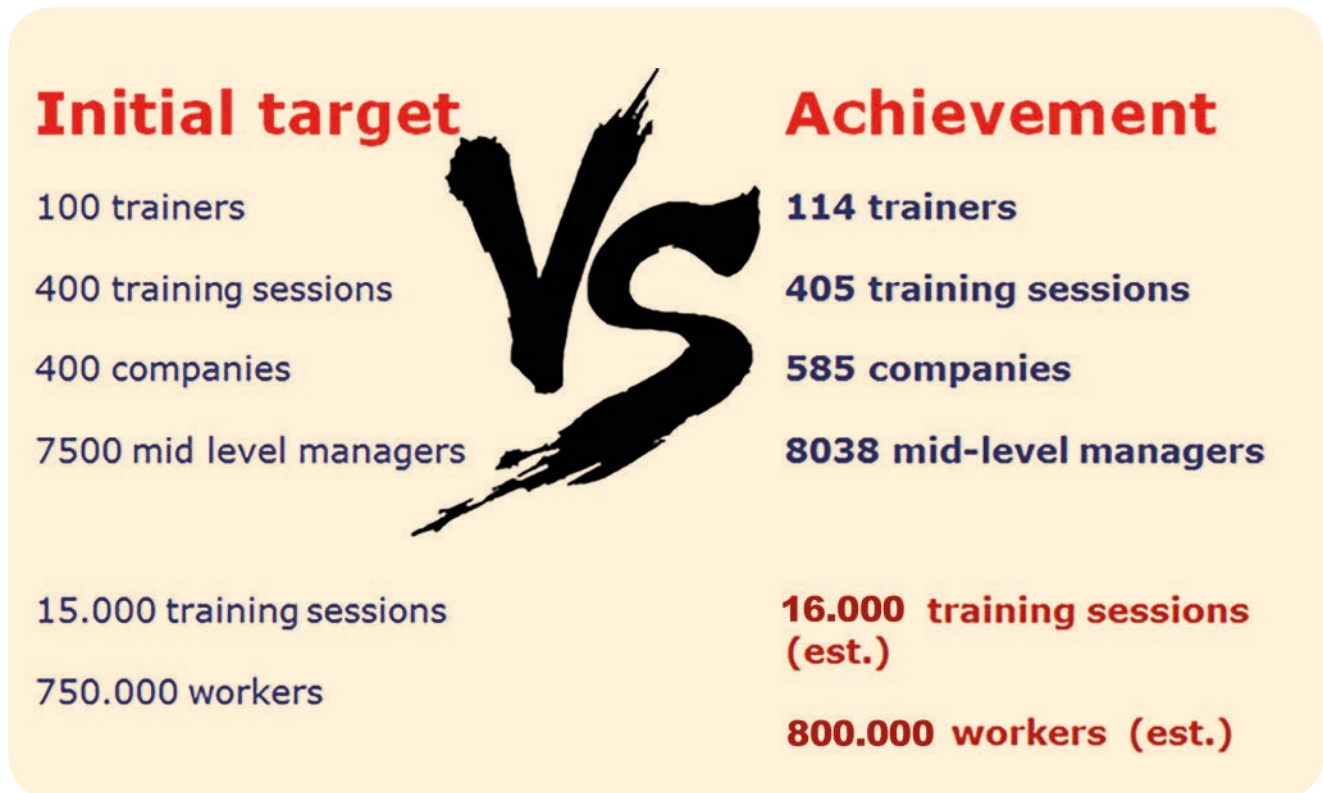 Initial target
100 trainers
400 training sessions
400 companies
7500 mid level managers
15.000 training sessions
750.000 workers
VS
Achievement
114 trainers
405 training sessions
585 companies
8038 mid-level managers
16.000 training sessions
(est.)
800.000 workers (est.)